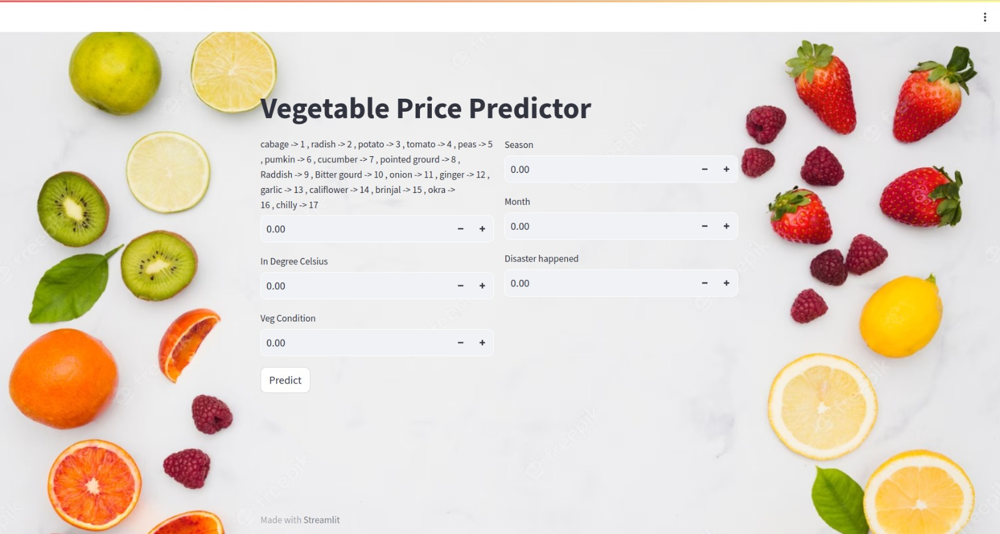 Vegetable Price Predictor
cabage -> 1 , radish -> 2 , potato -> 3 , tomato -> 4 , peas -> 5
, pumkin -> 6 , cucumber -> 7 , pointed grourd -> 8 ,
Raddish -> 9 , Bitter gourd -> 10 , onion -> 11 , ginger -> 12 ,
garlic -> 13 , califlower -> 14 , brinjal -> 15 , okra ->
16 , chilly -> 17
0.00
In Degree Celsius
0.00
Veg Condition
0.00
Predict
Season
0.00
Month
0.00
Disaster happened
0.00
Made with Streamlit
freepik